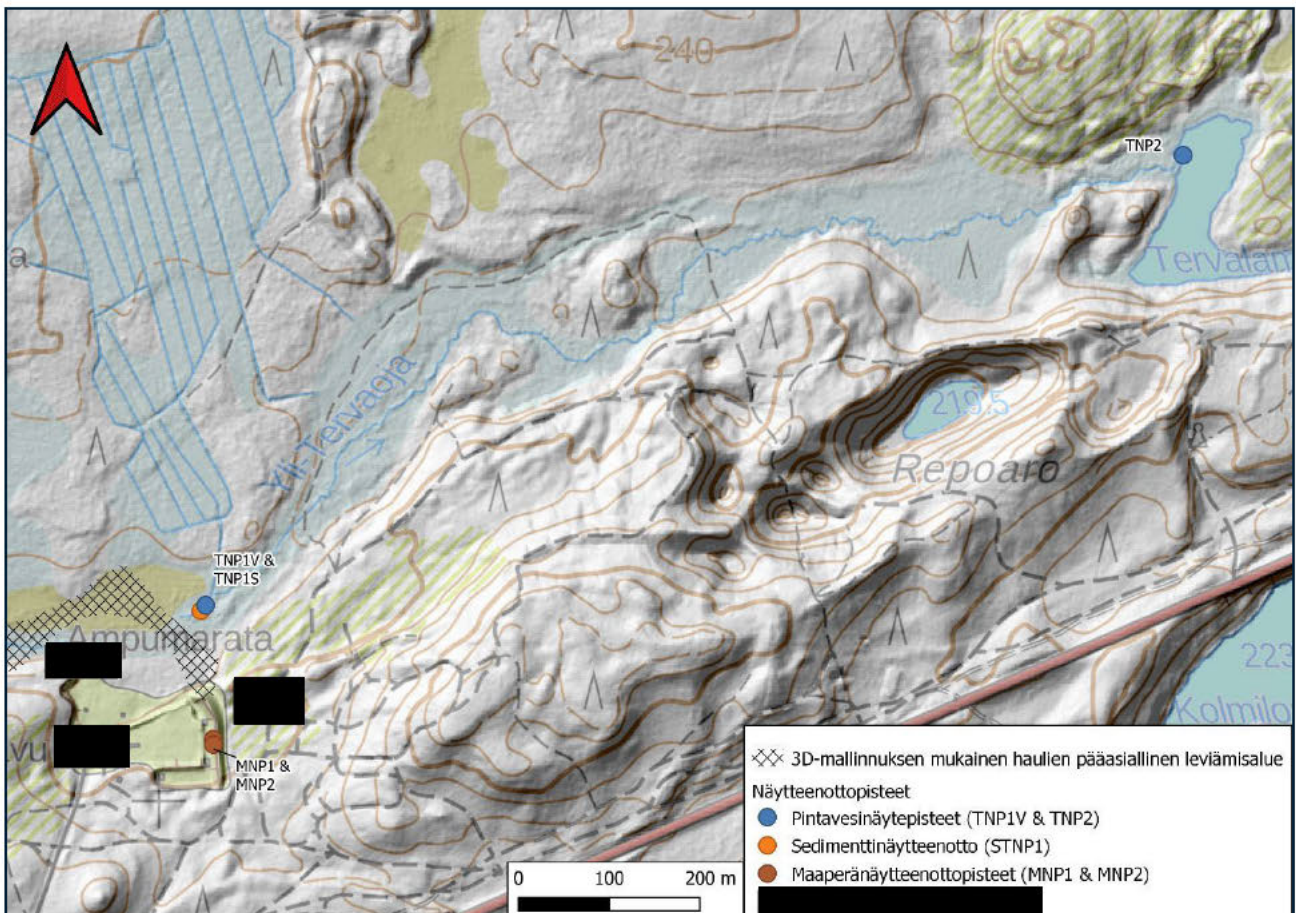 240
TNP2
Tervalam
a
Yli-Tervaoja
219.5
Repoaro
TNP1V &
TNP1S
Ampumarata
MNP1 &
MNP2
223
Kolmilo
0 100 200 m
3D-mallinnuksen mukainen haulien pääasiallinen leviämisalue
Näytteenottopisteet
Pintavesinäytepisteet (TNP1V & TNP2)
Sedimenttinäytteenotto (STNP1)
Maaperänäytteenottopisteet (MNP1 & MNP2)